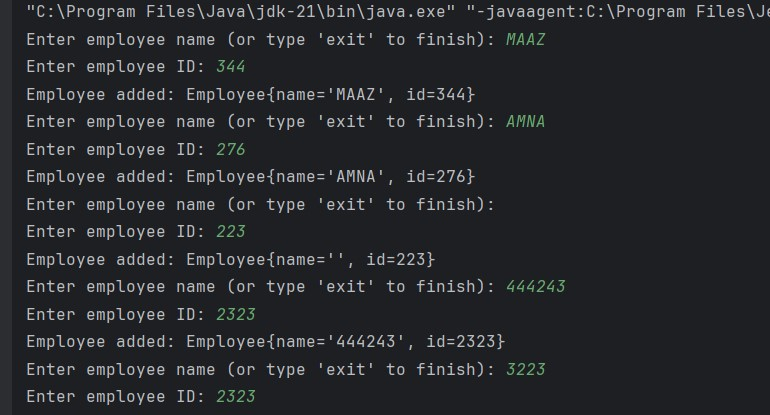 "C:\Program Files\Java\jdk-21\bin\java.exe" "-javaagent:C:\Program Files\Je
Enter employee name (or type 'exit' to finish): MAAZ
Enter employee ID: 344
Employee added: Employee{name='MAAZ', id=344}
Enter employee name (or type 'exit' to finish): AMNA
Enter employee ID: 276
Employee added: Employee{name='AMNA', id=276}
Enter employee name (or type 'exit' to finish):
Enter employee ID: 223
Employee added: Employee{name='', id=223}
Enter employee name (or type 'exit' to finish): 444243
Enter employee ID: 2323
Employee added: Employee{name='444243', id=2323}
Enter employee name (or type 'exit' to finish): 3223
Enter employee ID: 2323